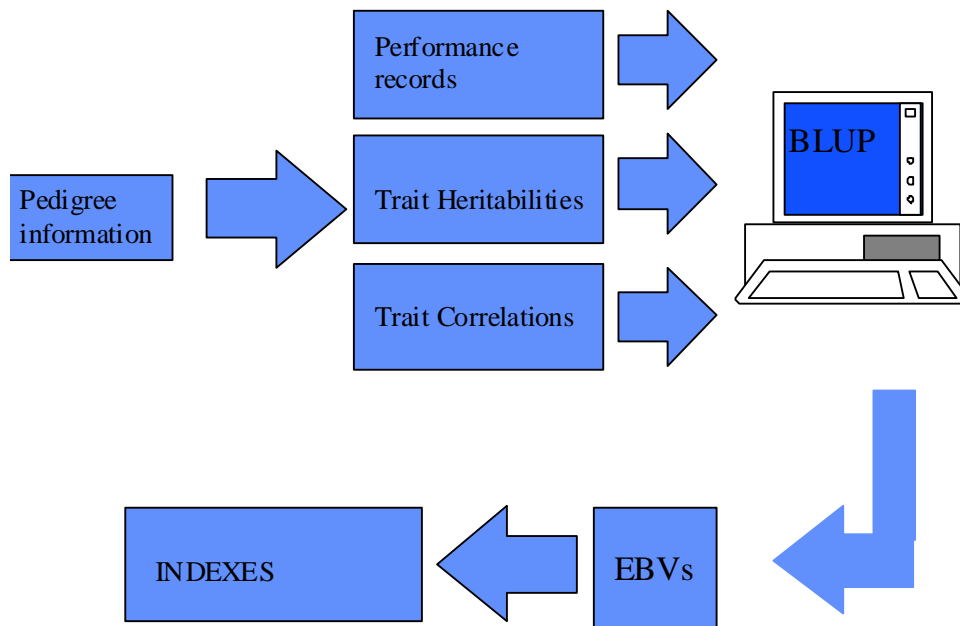 Performance
records
BLUP
Pedigree
information
Trait Heritabilities
Trait Correlations
INDEXES
EBVs